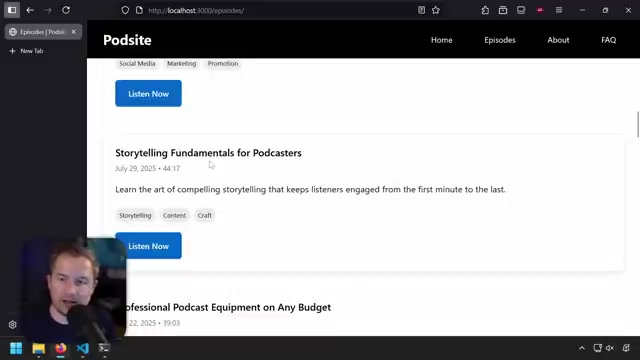 Episodes | Podsit
http://localhost:3000/episodes/
New Tab
Podsite
Home
Episodes
About
FAQ
Social Media
Marketing
Promotion
Listen Now
Storytelling Fundamentals for Podcasters
July 29, 2025 • 44:17
Learn the art of compelling storytelling that keeps listeners engaged from the first minute to the last.
Storytelling
Content
Craft
Listen Now
ofessional Podcast Equipment on Any Budget
22, 2025 • 39:03